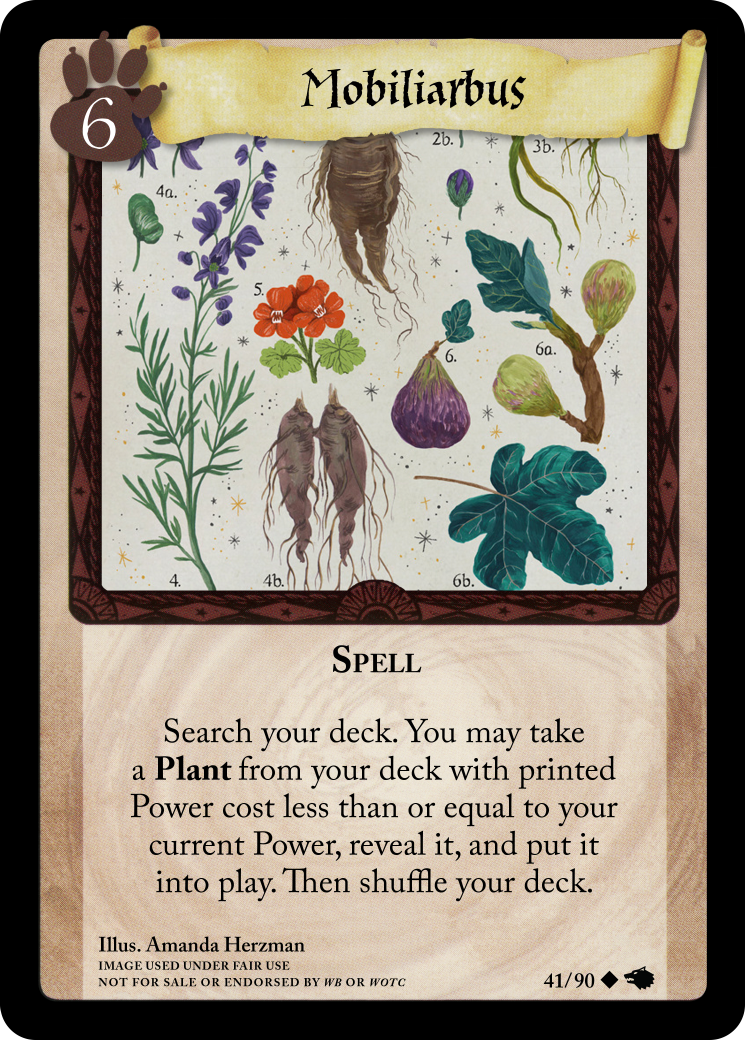 6
Mobiliarbus
2b.
3b.
4a.
5.
6.
6a.
4.
4b.
6b.
Spell
Search your deck. You may take
a Plant from your deck with printed
Power cost less than or equal to your
current Power, reveal it, and put it
into play. Then shuffle your deck.
Illus. Amanda Herzman
IMAGE USED UNDER FAIR USE
NOT FOR SALE OR ENDORSED BY WB OR WOTC
41/90